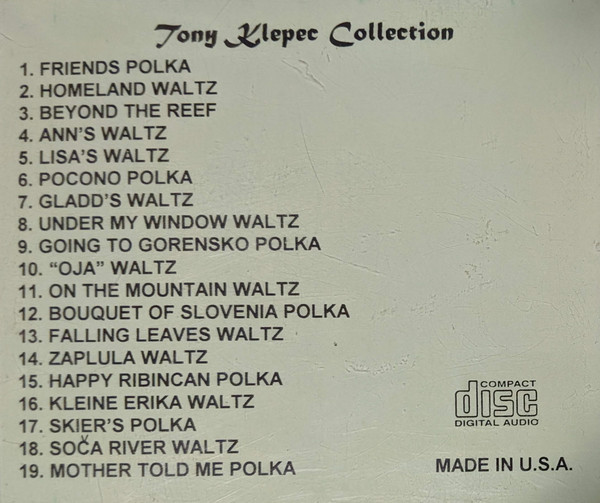 Tony Klepec Collection
1. FRIENDS POLKA
2. HOMELAND WALTZ
3. BEYOND THE REEF
4. ANN'S WALTZ
5. LISA'S WALTZ
6. POCONO POLKA
7. GLADD'S WALTZ
8. UNDER MY WINDOW WALTZ
9. GOING TO GORENSKO POLKA
10. “OJA” WALTZ
11. ON THE MOUNTAIN WALTZ
12. BOUQUET OF SLOVENIA POLKA
13. FALLING LEAVES WALTZ
14. ZAPLULA WALTZ
15. HAPPY RIBINCAN POLKA
16. KLEINE ERIKA WALTZ
17. SKIER'S POLKA
18. SOČA RIVER WALTZ
19. MOTHER TOLD ME POLKA
COMPACT
disc
DIGITAL AUDIO
MADE IN U.S.A.